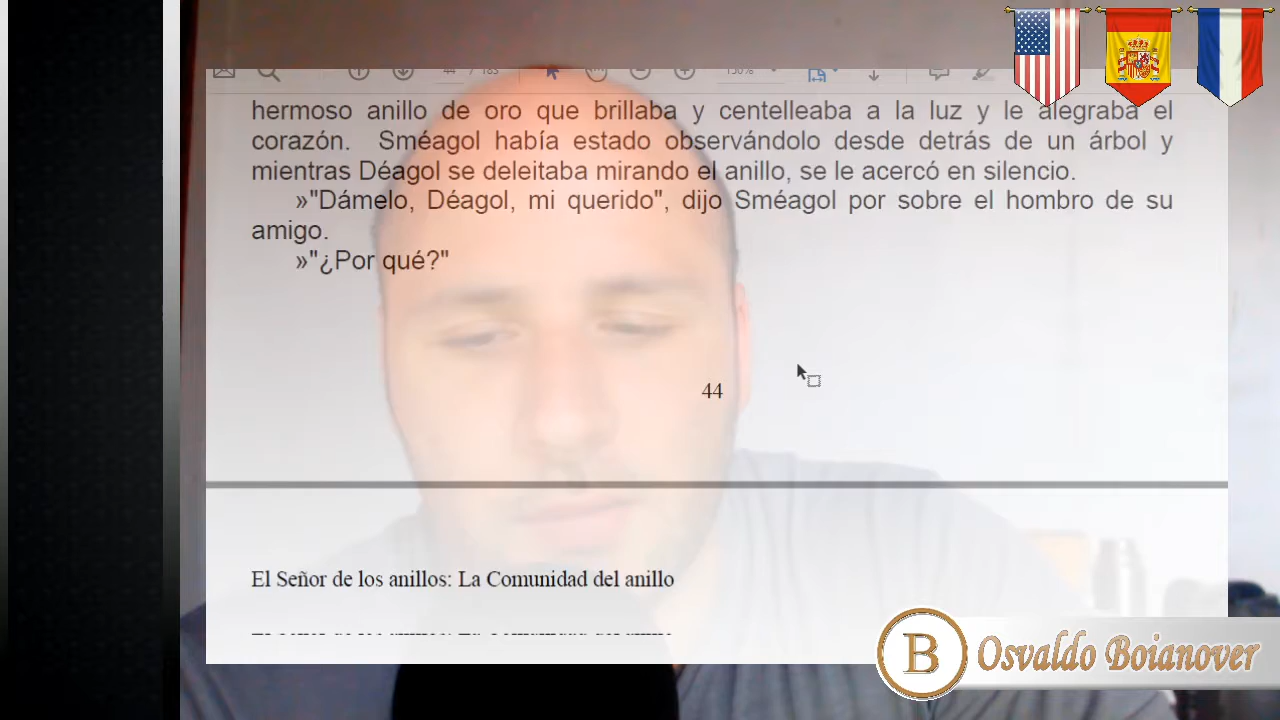 44 / 183
150%
hermoso anillo de oro que brillaba y centelleaba a la luz y le alegraba el
corazón. Sméagol había estado observándolo desde detrás de un árbol y
mientras Déagol se deleitaba mirando el anillo, se le acercó en silencio.
»"Dámelo, Déagol, mi querido", dijo Sméagol por sobre el hombro de su
amigo.
»"¿Por qué?"
44
El Señor de los anillos: La Comunidad del anillo
B Osvaldo Boianover